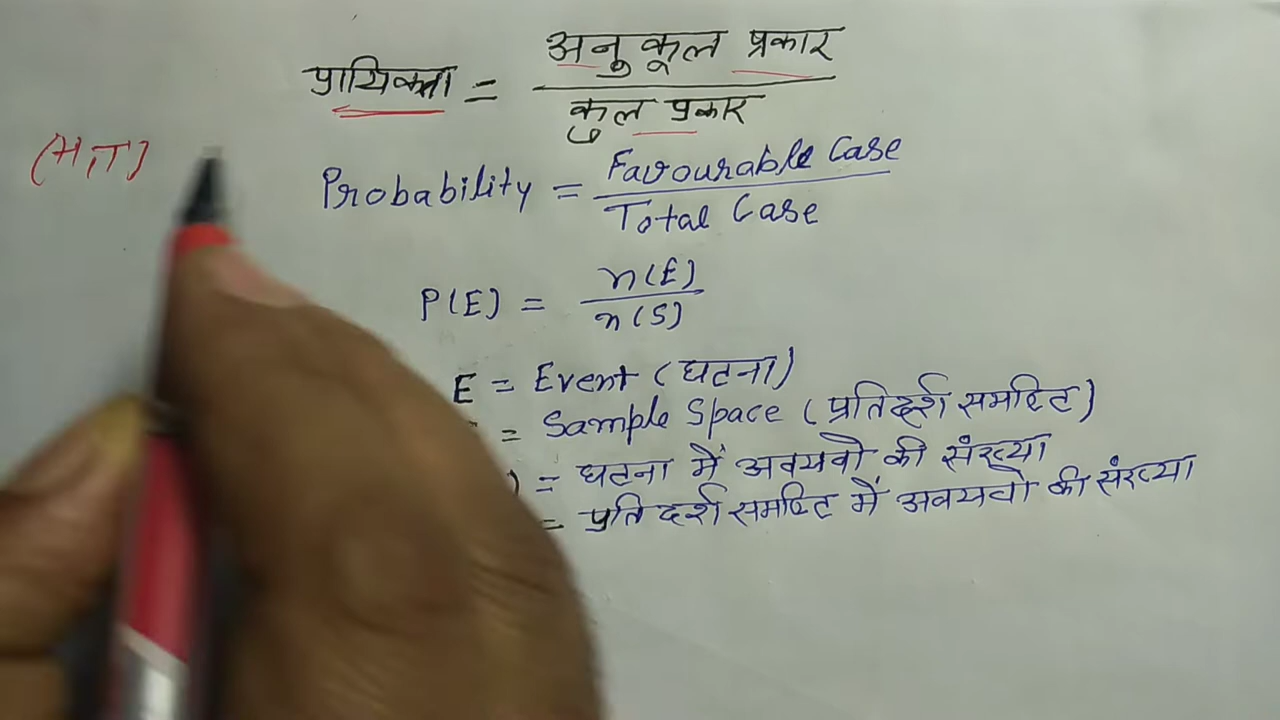 प्रायिकता = अनुकूल प्रकार
कुल प्रकार
(H,T)
Probability = Favourable Case
Total Case
P(E) = n(E)
n(S)
E = Event (घटना)
= Sample Space (प्रतिदर्श समष्टि)
) = घटना में अवयवो की संख्या
= प्रतिदर्श समष्टि में अवयवो की संख्या